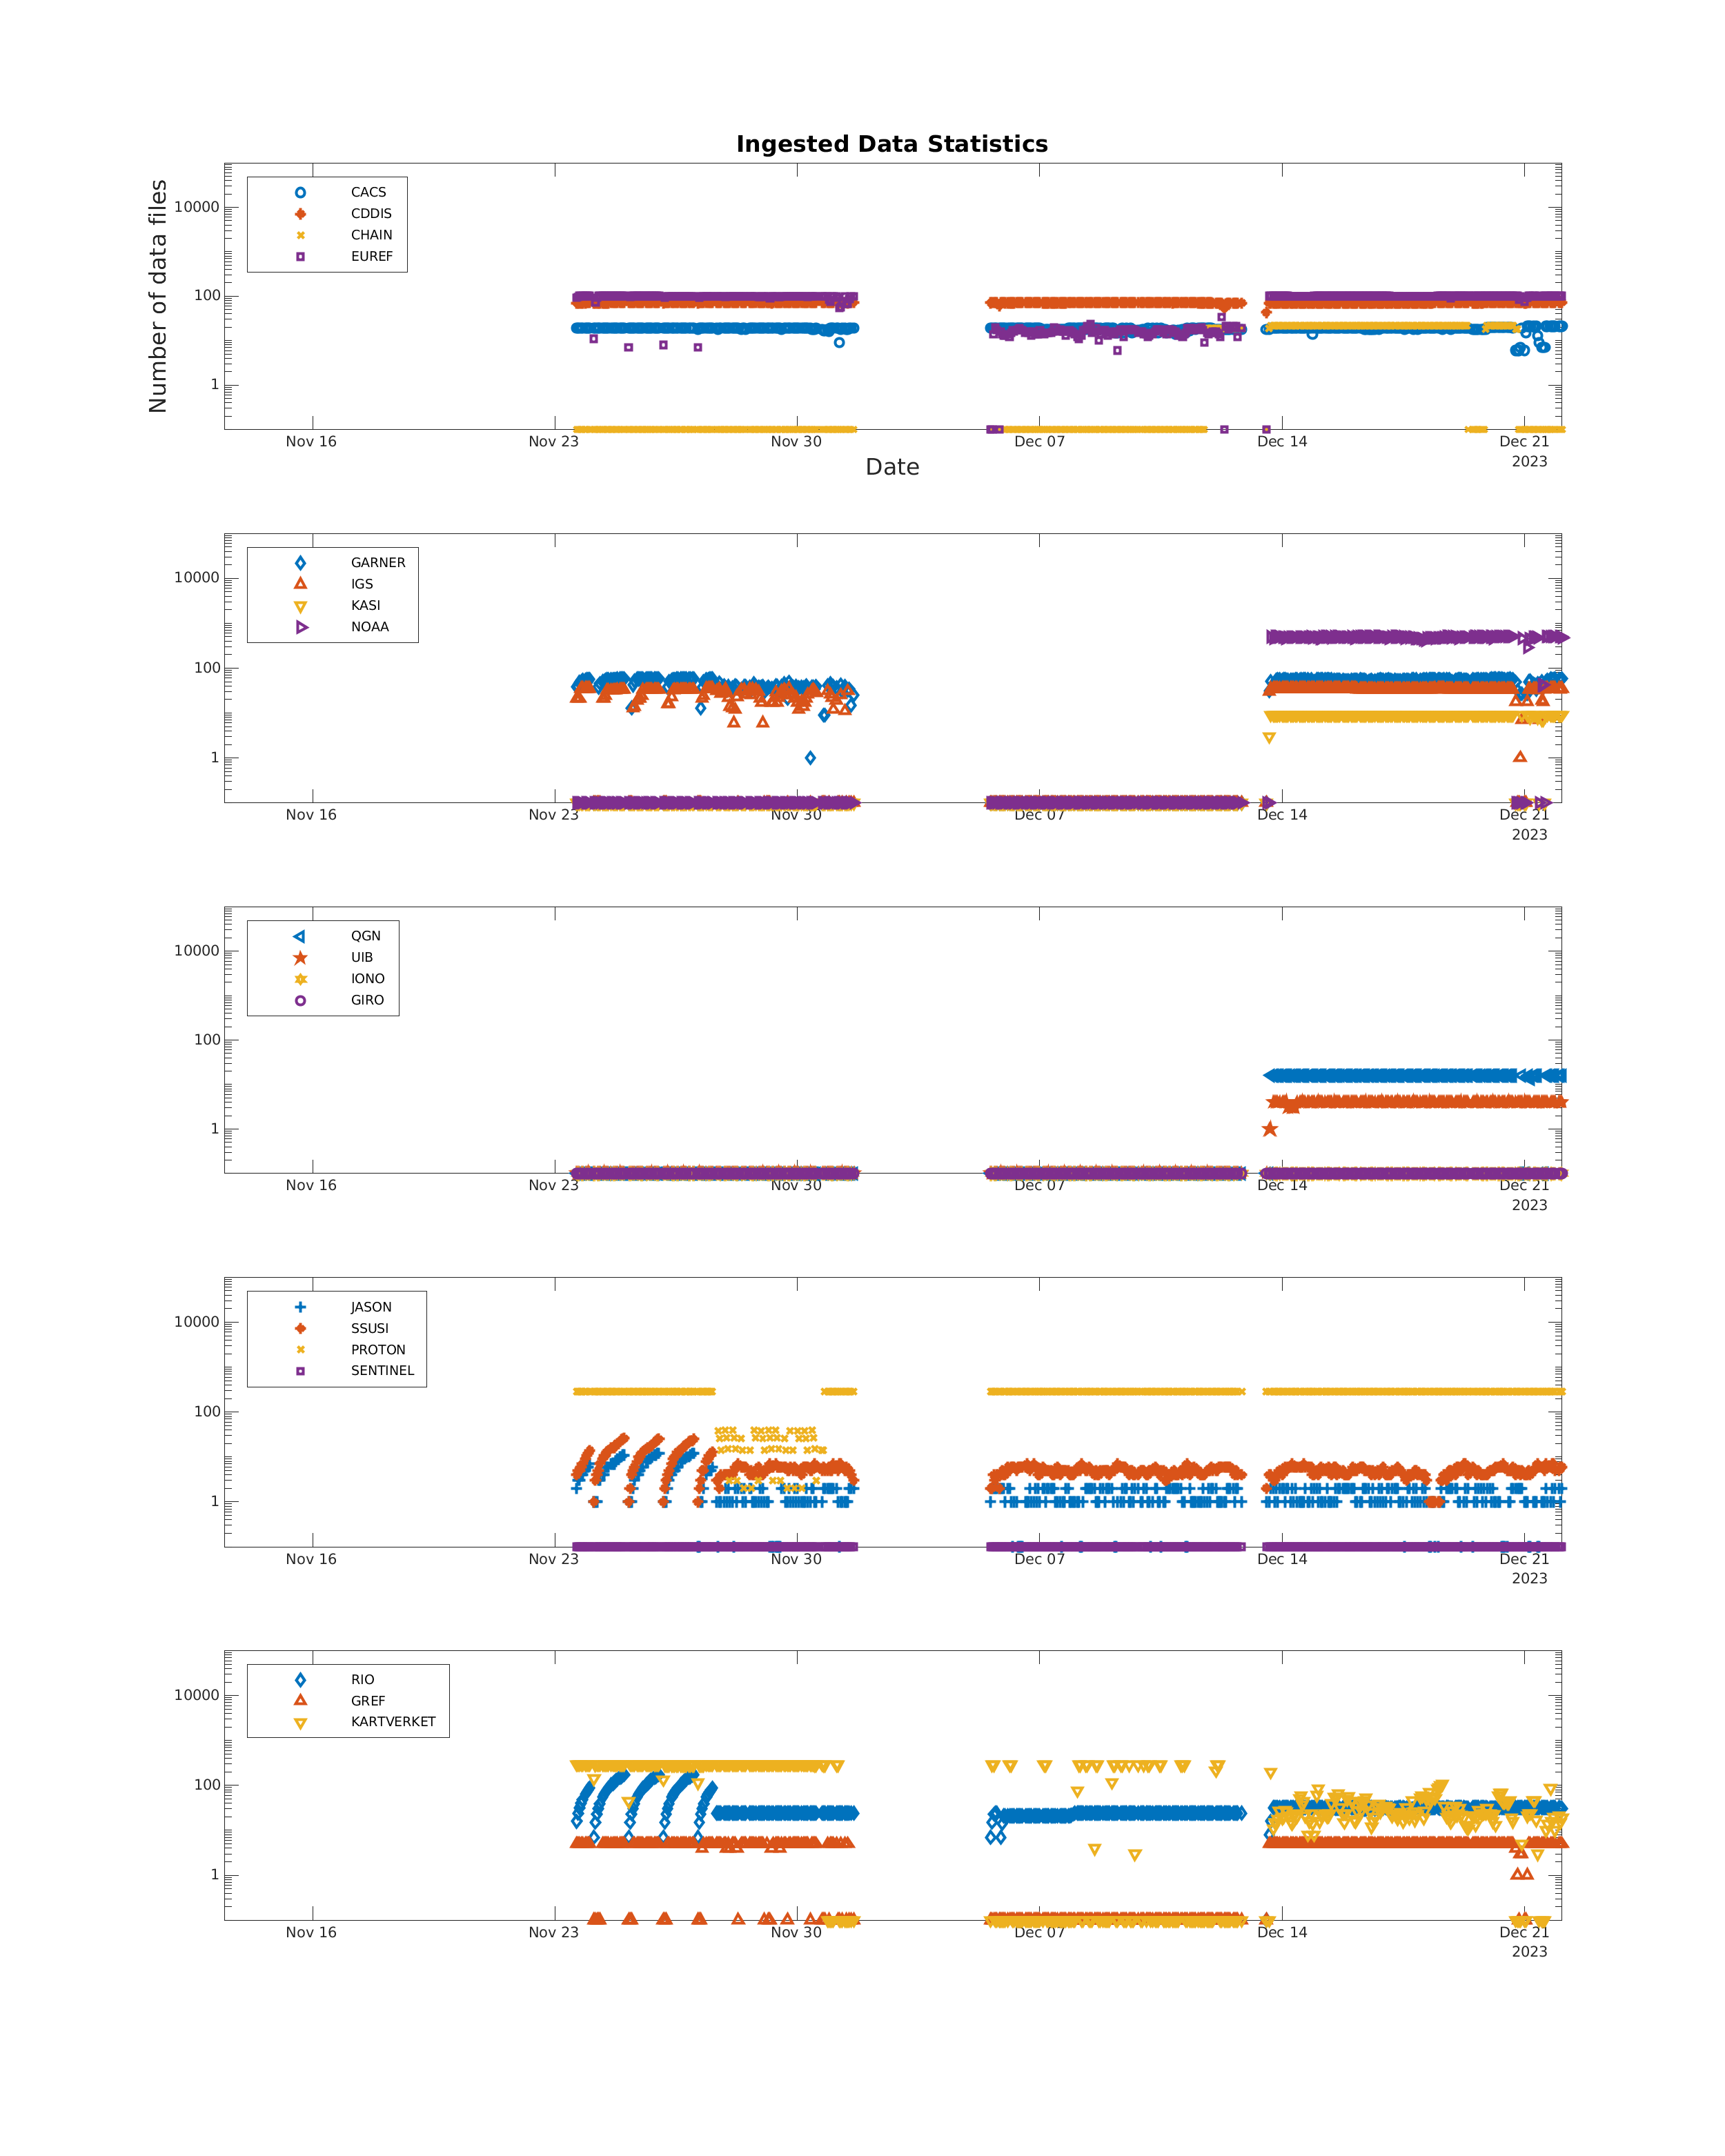 Ingested Data Statistics
Number of data files
10000
100
1
CACS
CDDIS
CHAIN
EUREF
Nov 16 Nov 23 Nov 30 Dec 07 Dec 14 Dec 21
2023
Date
10000
100
1
GARNER
IGS
KASI
NOAA
Nov 16 Nov 23 Nov 30 Dec 07 Dec 14 Dec 21
2023
10000
100
1
QGN
UIB
IONO
GIRO
Nov 16 Nov 23 Nov 30 Dec 07 Dec 14 Dec 21
2023
10000
100
1
JASON
SSUSI
PROTON
SENTINEL
Nov 16 Nov 23 Nov 30 Dec 07 Dec 14 Dec 21
2023
10000
100
1
RIO
GREF
KARTVERKET
Nov 16 Nov 23 Nov 30 Dec 07 Dec 14 Dec 21
2023